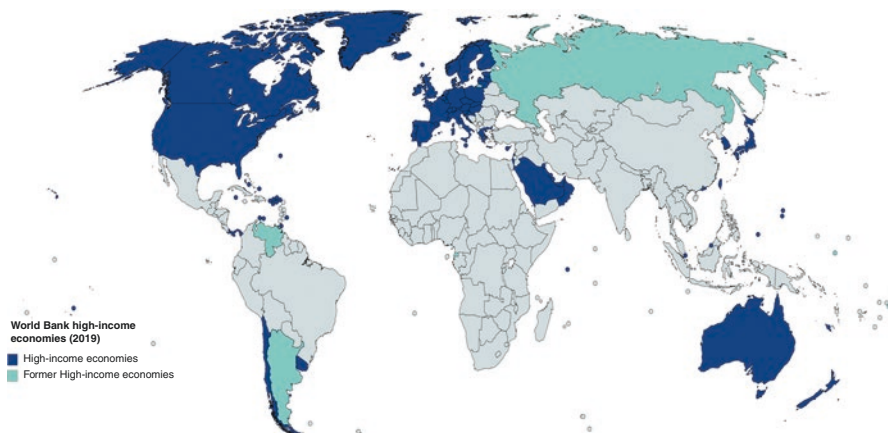 World Bank high-income
economies (2019)
High-income economies
Former High-income economies